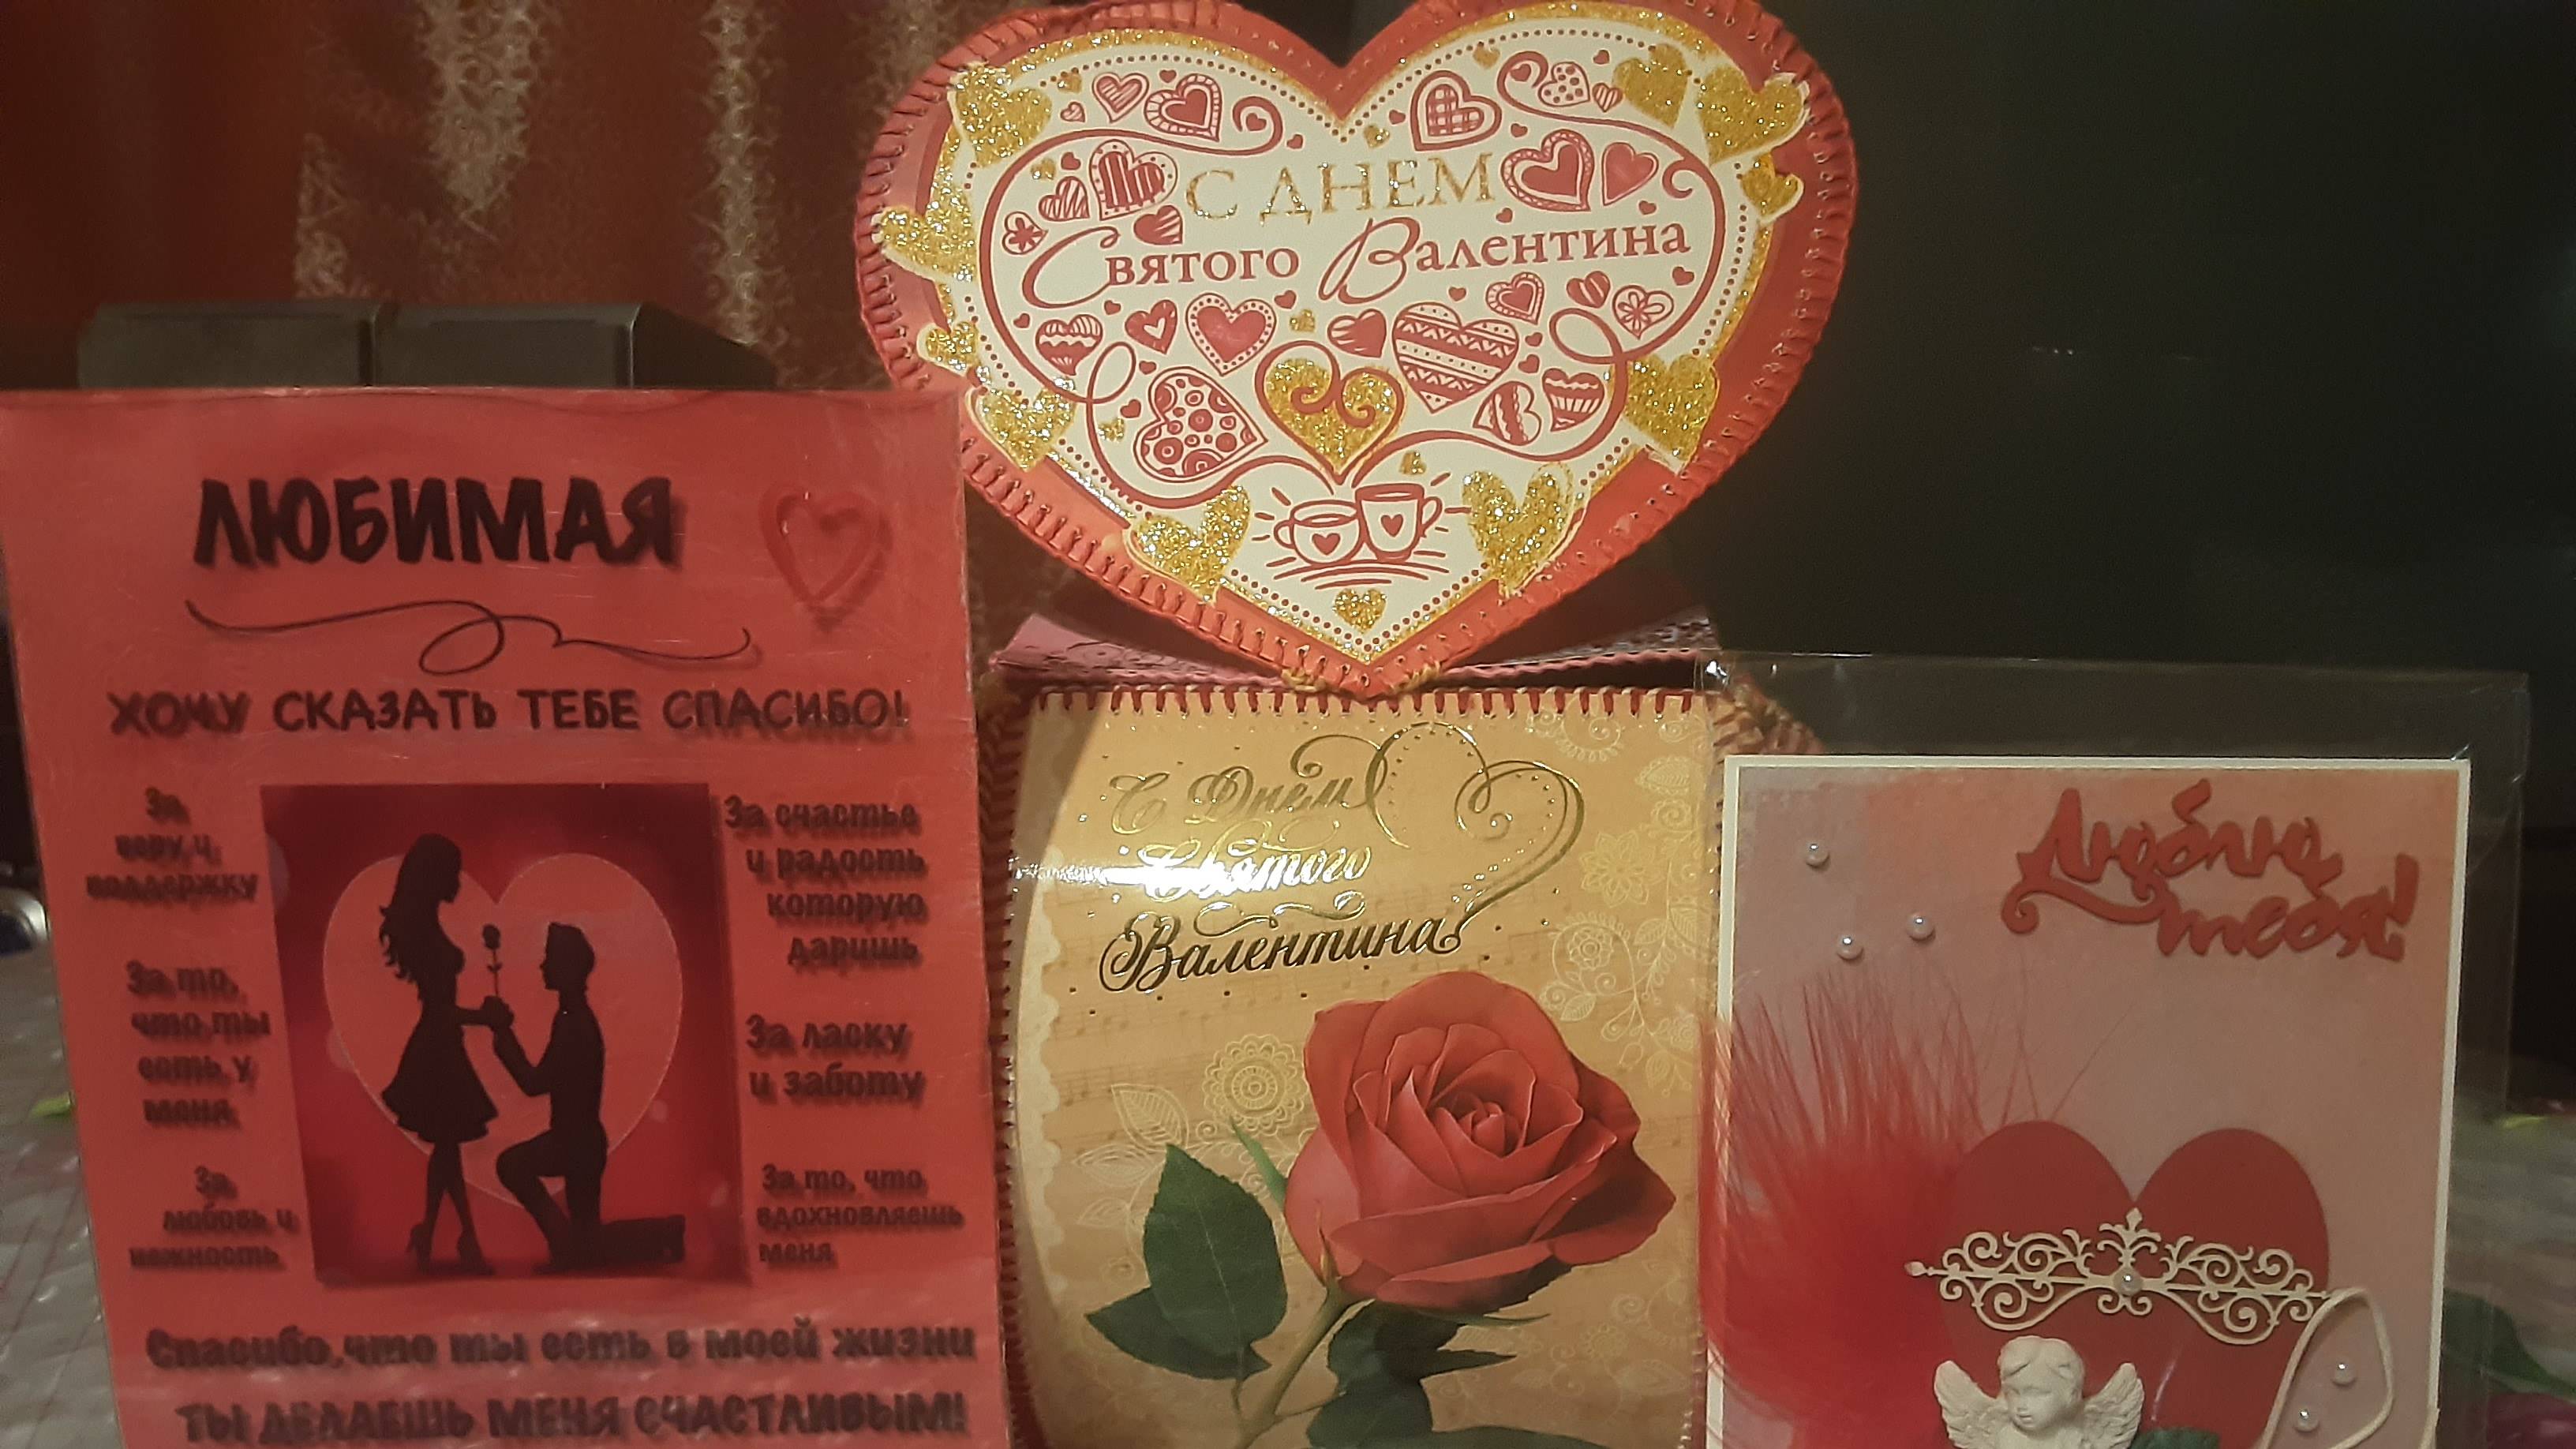 С ДНЕМ
Святого Валентина
ЛЮБИМАЯ
ХОЧУ СКАЗАТЬ ТЕБЕ СПАСИБО!
За
веру и
поддержку
За то,
что ты
есть у
меня
За
любовь и
нежность
За счастье
и радость
которую
даришь
За ласку
и заботу
За то, что
вдохновляешь
меня
Спасибо,что ты есть в моей жизни
ТЫ ДЕЛАЕШЬ МЕНЯ СЧАСТЛИВЫМ!
С Днём
Святого
Валентина
Люблю
тебя!